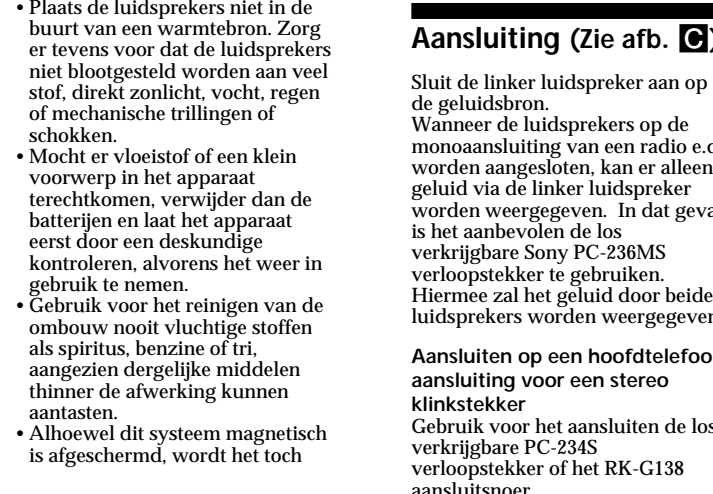 • Plaats de luidsprekers niet in de
buurt van een warmtebron. Zorg
er tevens voor dat de luidsprekers
niet blootgesteld worden aan veel
stof, direkt zonlicht, vocht, regen
of mechanische trillingen of
schokken.
• Mocht er vloeistof of een klein
voorwerp in het apparaat
terechtkomen, verwijder dan de
batterijen en laat het apparaat
eerst door een deskundige
kontroleren, alvorens het weer in
gebruik te nemen.
• Gebruik voor het reinigen van de
ombouw nooit vluchtige stoffen
als spiritus, benzine of tri,
aangezien dergelijke middelen
thinner de afwerking kunnen
aantasten.
• Alhoewel dit systeem magnetisch
is afgeschermd, wordt het toch
Aansluiting (Zie afb. C)
Sluit de linker luidspreker aan op
de geluidsbron.
Wanneer de luidsprekers op de
monoaansluiting van een radio e.d
worden aangesloten, kan er alleen
geluid via de linker luidspreker
worden weergegeven. In dat geva
is het aanbevolen de los
verkrijgbare Sony PC-236MS
verloopstekker te gebruiken.
Hiermee zal het geluid door beide
luidsprekers worden weergegeven
Aansluiten op een hoofdtelefoo
aansluiting voor een stereo
klinkstekker
Gebruik voor het aansluiten de los
verkrijgbare PC-234S
verloopstekker of het RK-G138
aansluitsnoer